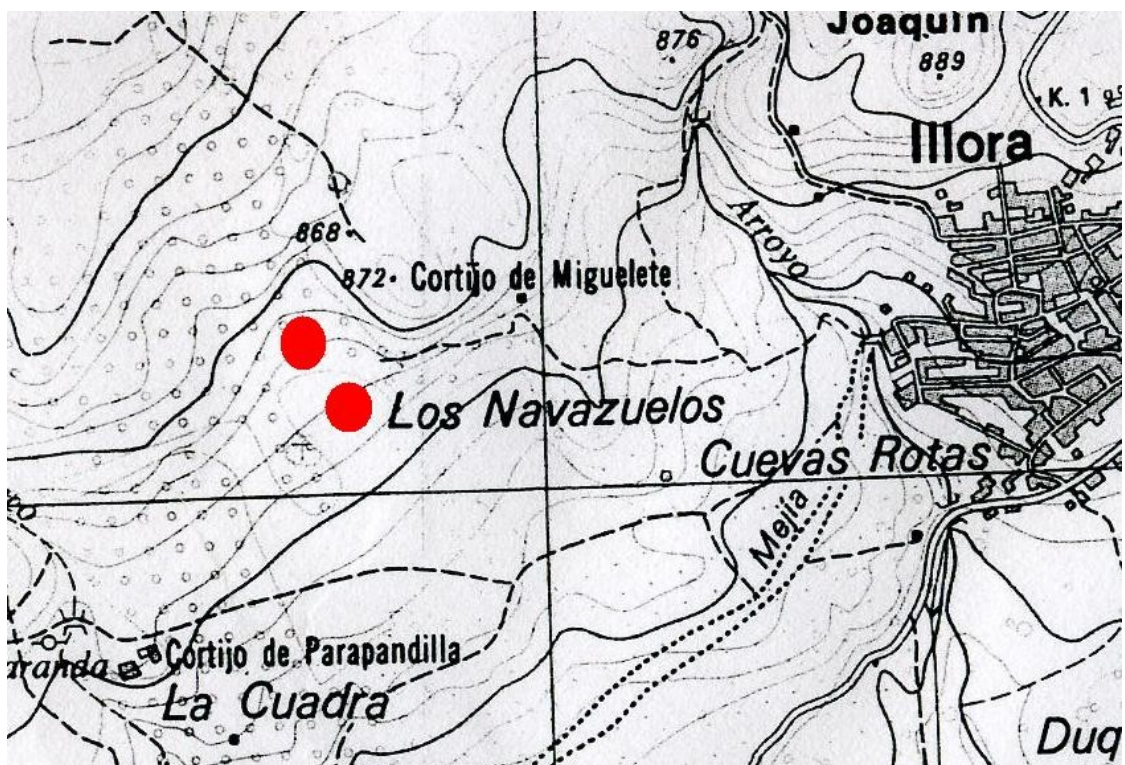 Joaquín
876
889
K. 1
Illora
Arroyo
868
872
Cortijo de Miguelete
Los Navazuelos
Cuevas Rotas
Mejía
Cortijo de Parapandilla
La Cuadra